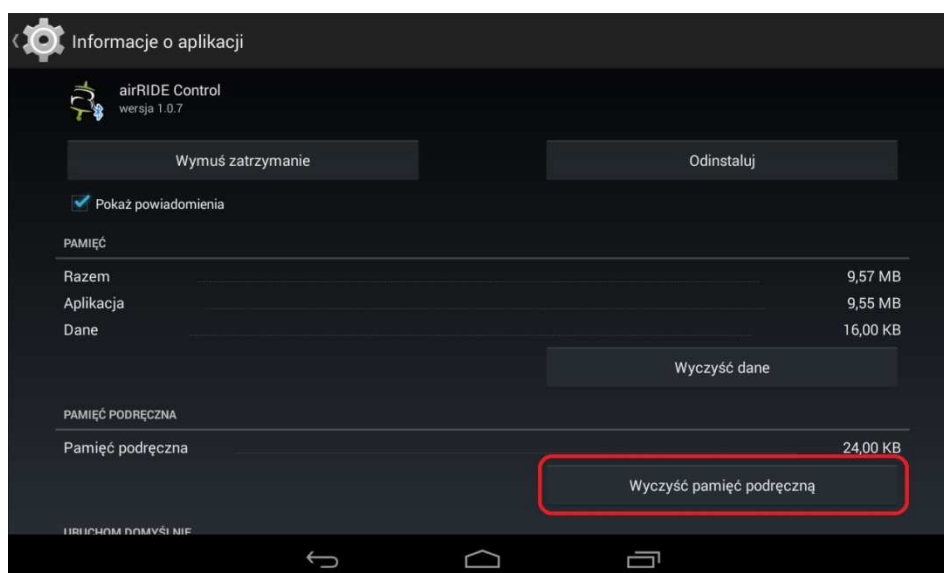 Informacje o aplikacji
airRIDE Control
wersja 1.0.7
Wymuś zatrzymanie
Odinstaluj
Pokaż powiadomienia
PAMIĘĆ
Razem 9,57 MB
Aplikacja 9,55 MB
Dane 16,00 KB
Wyczyść dane
PAMIĘĆ PODRĘCZNA
Pamięć podręczna 24,00 KB
Wyczyść pamięć podręczną
URUCHOM DOMYŚLNIE